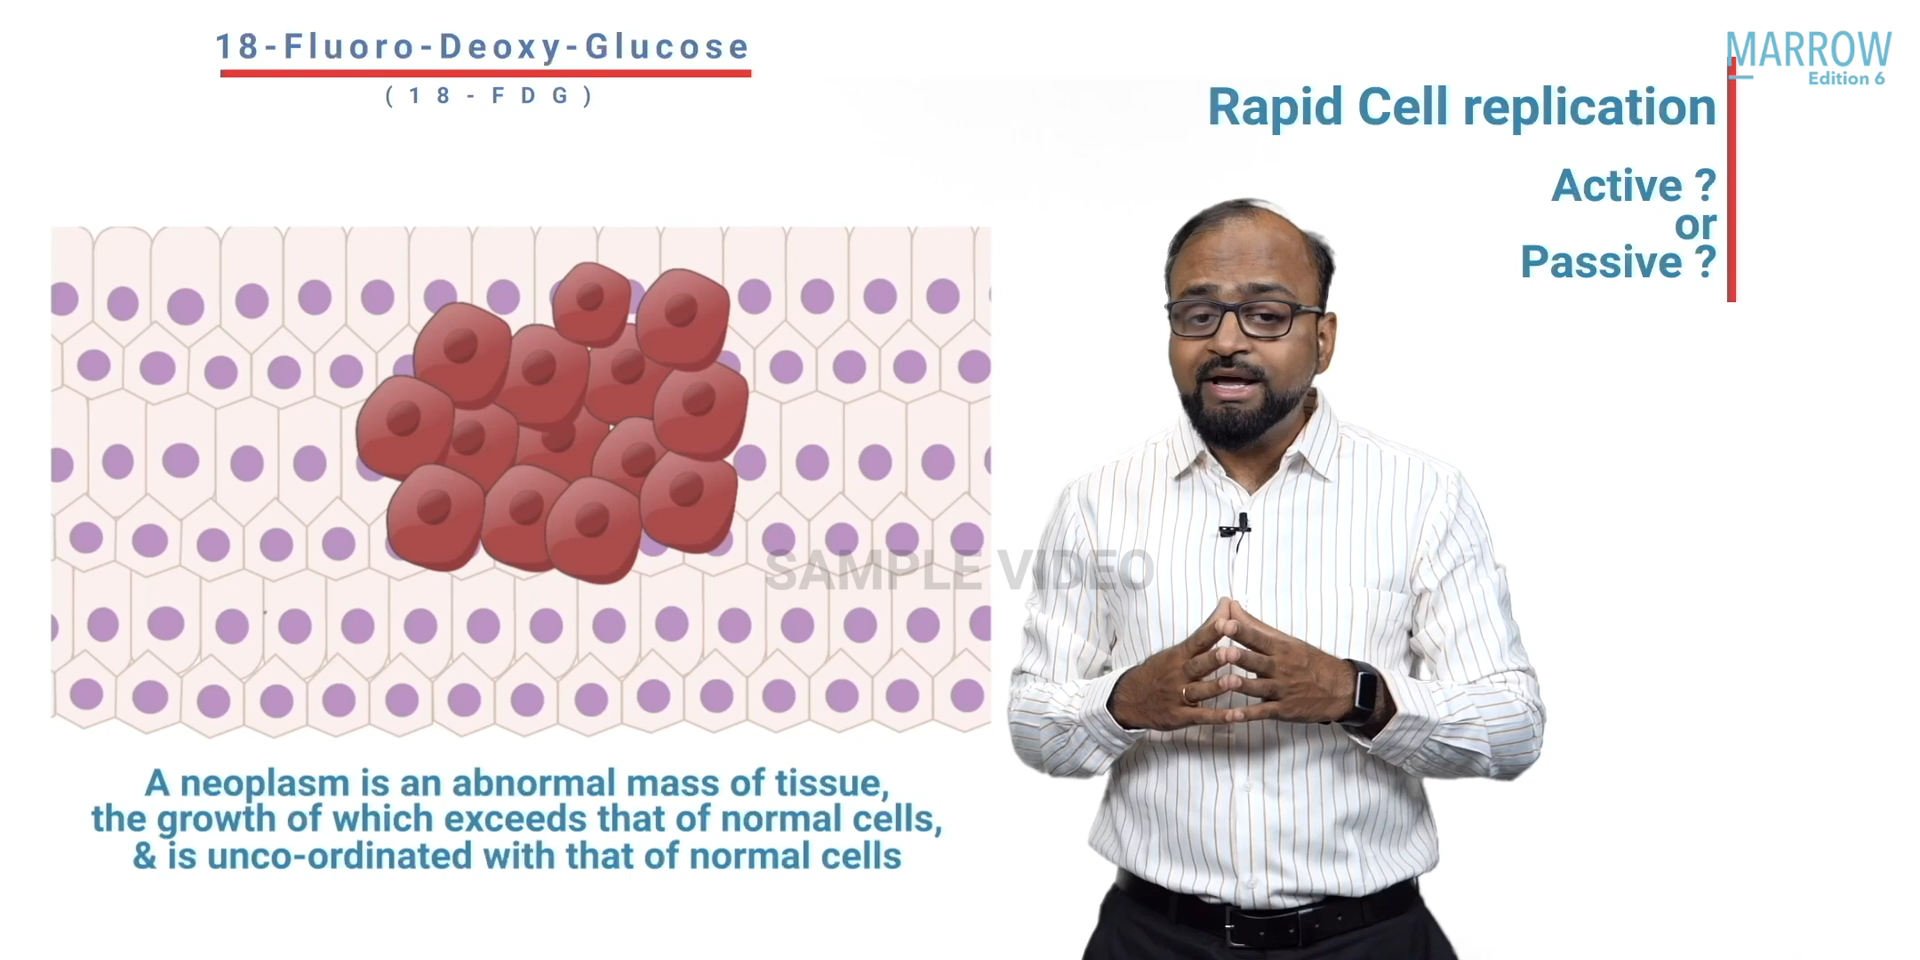 18-Fluoro-Deoxy-Glucose
(18-FDG)
MARROW
Edition 6
Rapid Cell replication
Active ?
or
Passive ?
SAMPLE VIDEO
A neoplasm is an abnormal mass of tissue,
the growth of which exceeds that of normal cells,
& is unco-ordinated with that of normal cells